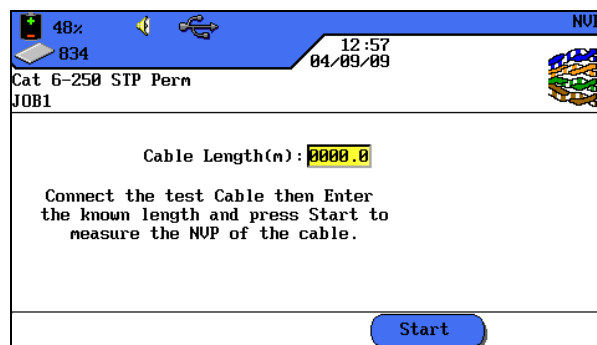 48%
NVP
834
12:57
04/09/09
Cat 6-250 STP Perm
JOB1
Cable Length(m): 0000.0
Connect the test Cable then Enter
the known length and press Start to
measure the NVP of the cable.
Start